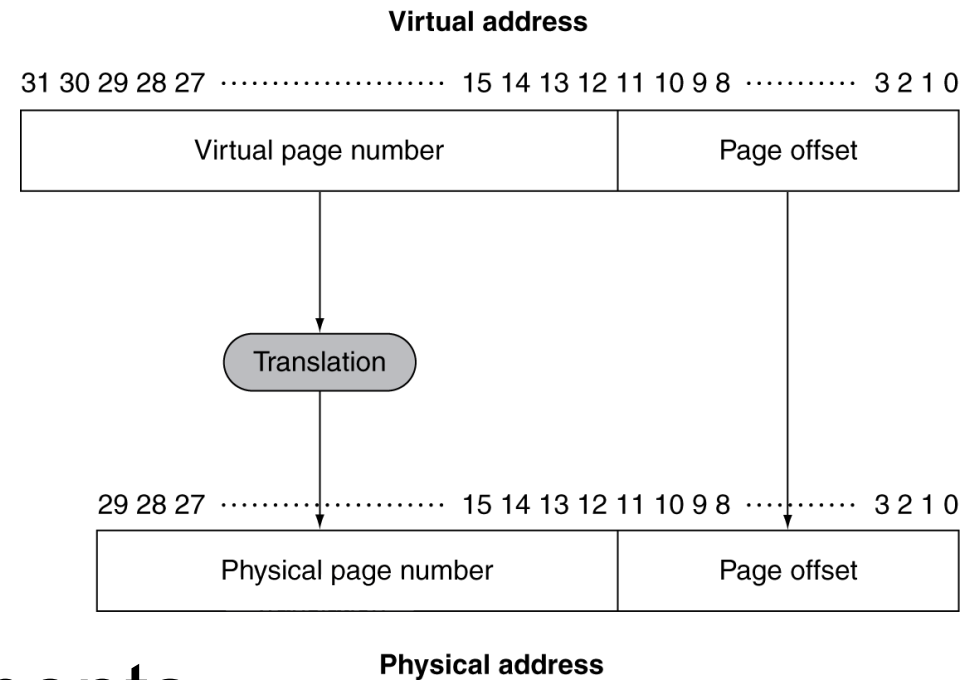 Virtual address
31 30 29 28 27 ······················· 15 14 13 12 11 10 9 8 ··········· 3 2 1 0
Virtual page number Page offset
Translation
29 28 27 ······················· 15 14 13 12 11 10 9 8 ··········· 3 2 1 0
Physical page number Page offset
Physical address